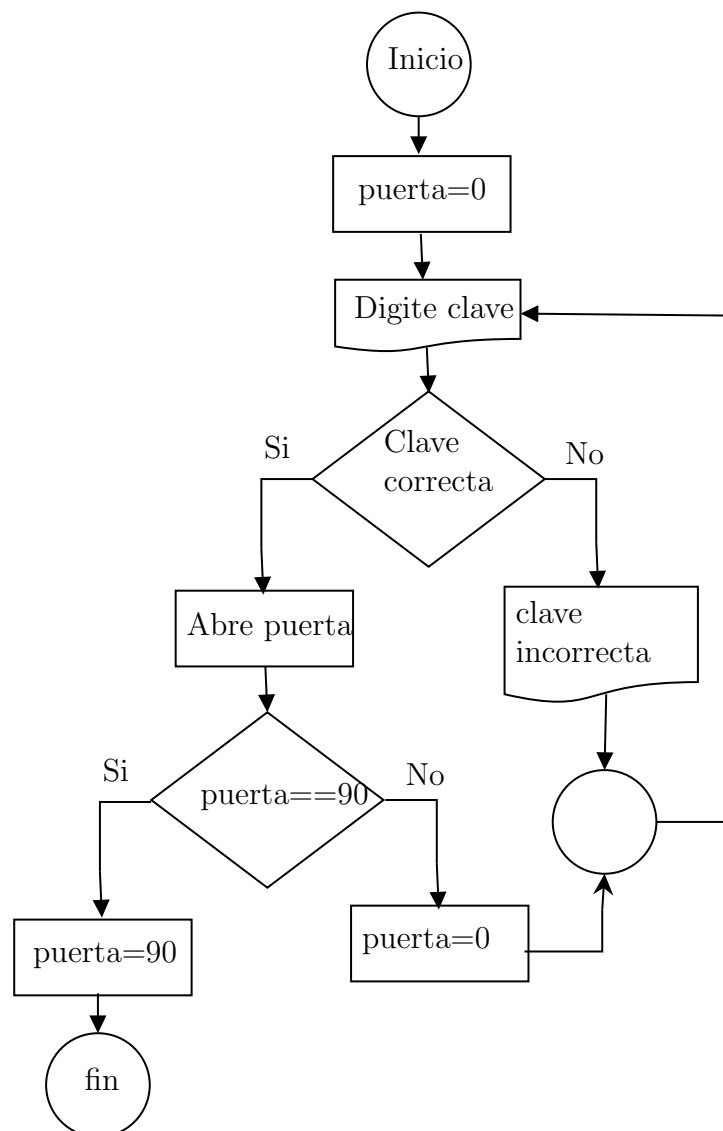 Inicio
puerta=0
Digite clave
Clave
correcta
Si
No
Abre puerta
clave
incorrecta
puerta==90
Si
No
puerta=90
puerta=0
fin